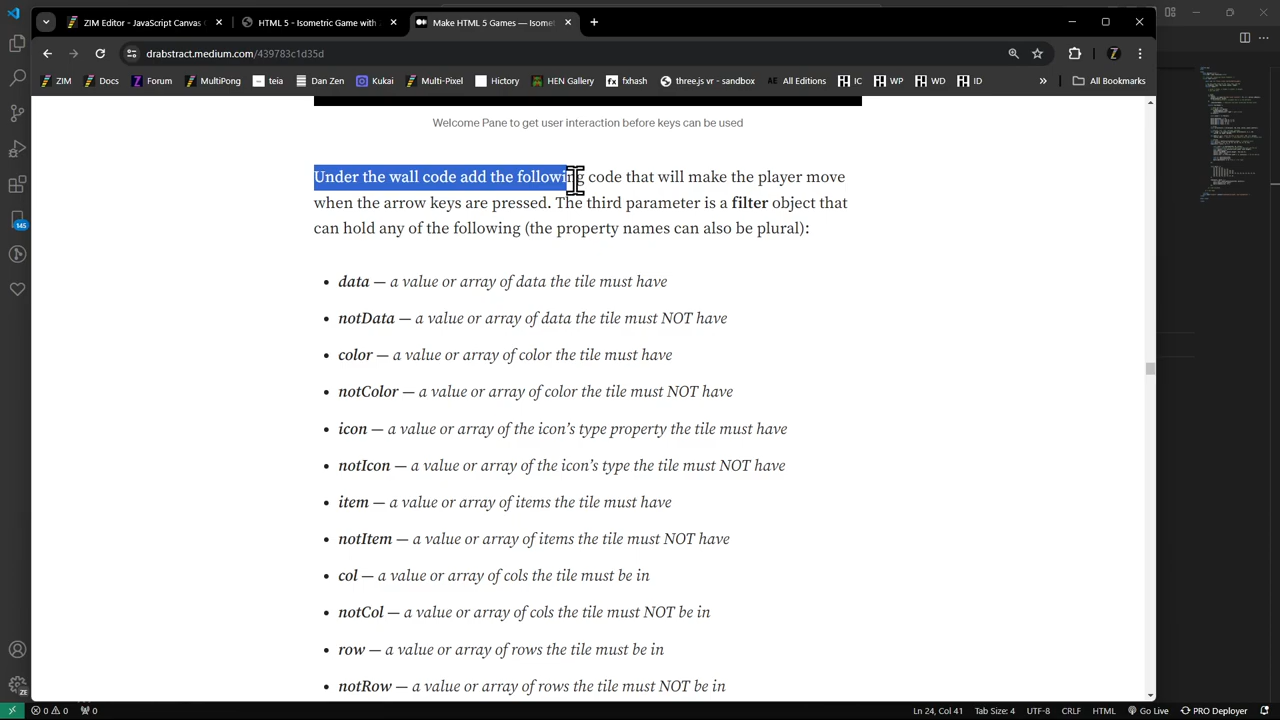 ZIM Editor - JavaScript Canvas
HTML 5 - Isometric Game with
Make HTML 5 Games — Isomet
drabstract.medium.com/439783c1d35d
ZIM
Docs
Forum
MultiPong
teia
Dan Zen
Kukai
Multi-Pixel
Hictory
HEN Gallery
fxhash
three.js vr - sandbox
AE All Editions
IC
WP
WD
ID
»
All Bookmarks
Welcome Pane to get user interaction before keys can be used
Under the wall code add the following code that will make the player move
when the arrow keys are pressed. The third parameter is a filter object that
can hold any of the following (the property names can also be plural):
• data — a value or array of data the tile must have
• notData — a value or array of data the tile must NOT have
• color — a value or array of color the tile must have
• notColor — a value or array of color the tile must NOT have
• icon — a value or array of the icon’s type property the tile must have
• notIcon — a value or array of the icon’s type the tile must NOT have
• item — a value or array of items the tile must have
• notItem — a value or array of items the tile must NOT have
• col — a value or array of cols the tile must be in
• notCol — a value or array of cols the tile must NOT be in
• row — a value or array of rows the tile must be in
• notRow — a value or array of rows the tile must NOT be in
145
ZE
0 0 0
Ln 24, Col 41
Tab Size: 4
UTF-8
CRLF
HTML
Go Live
PRO Deployer